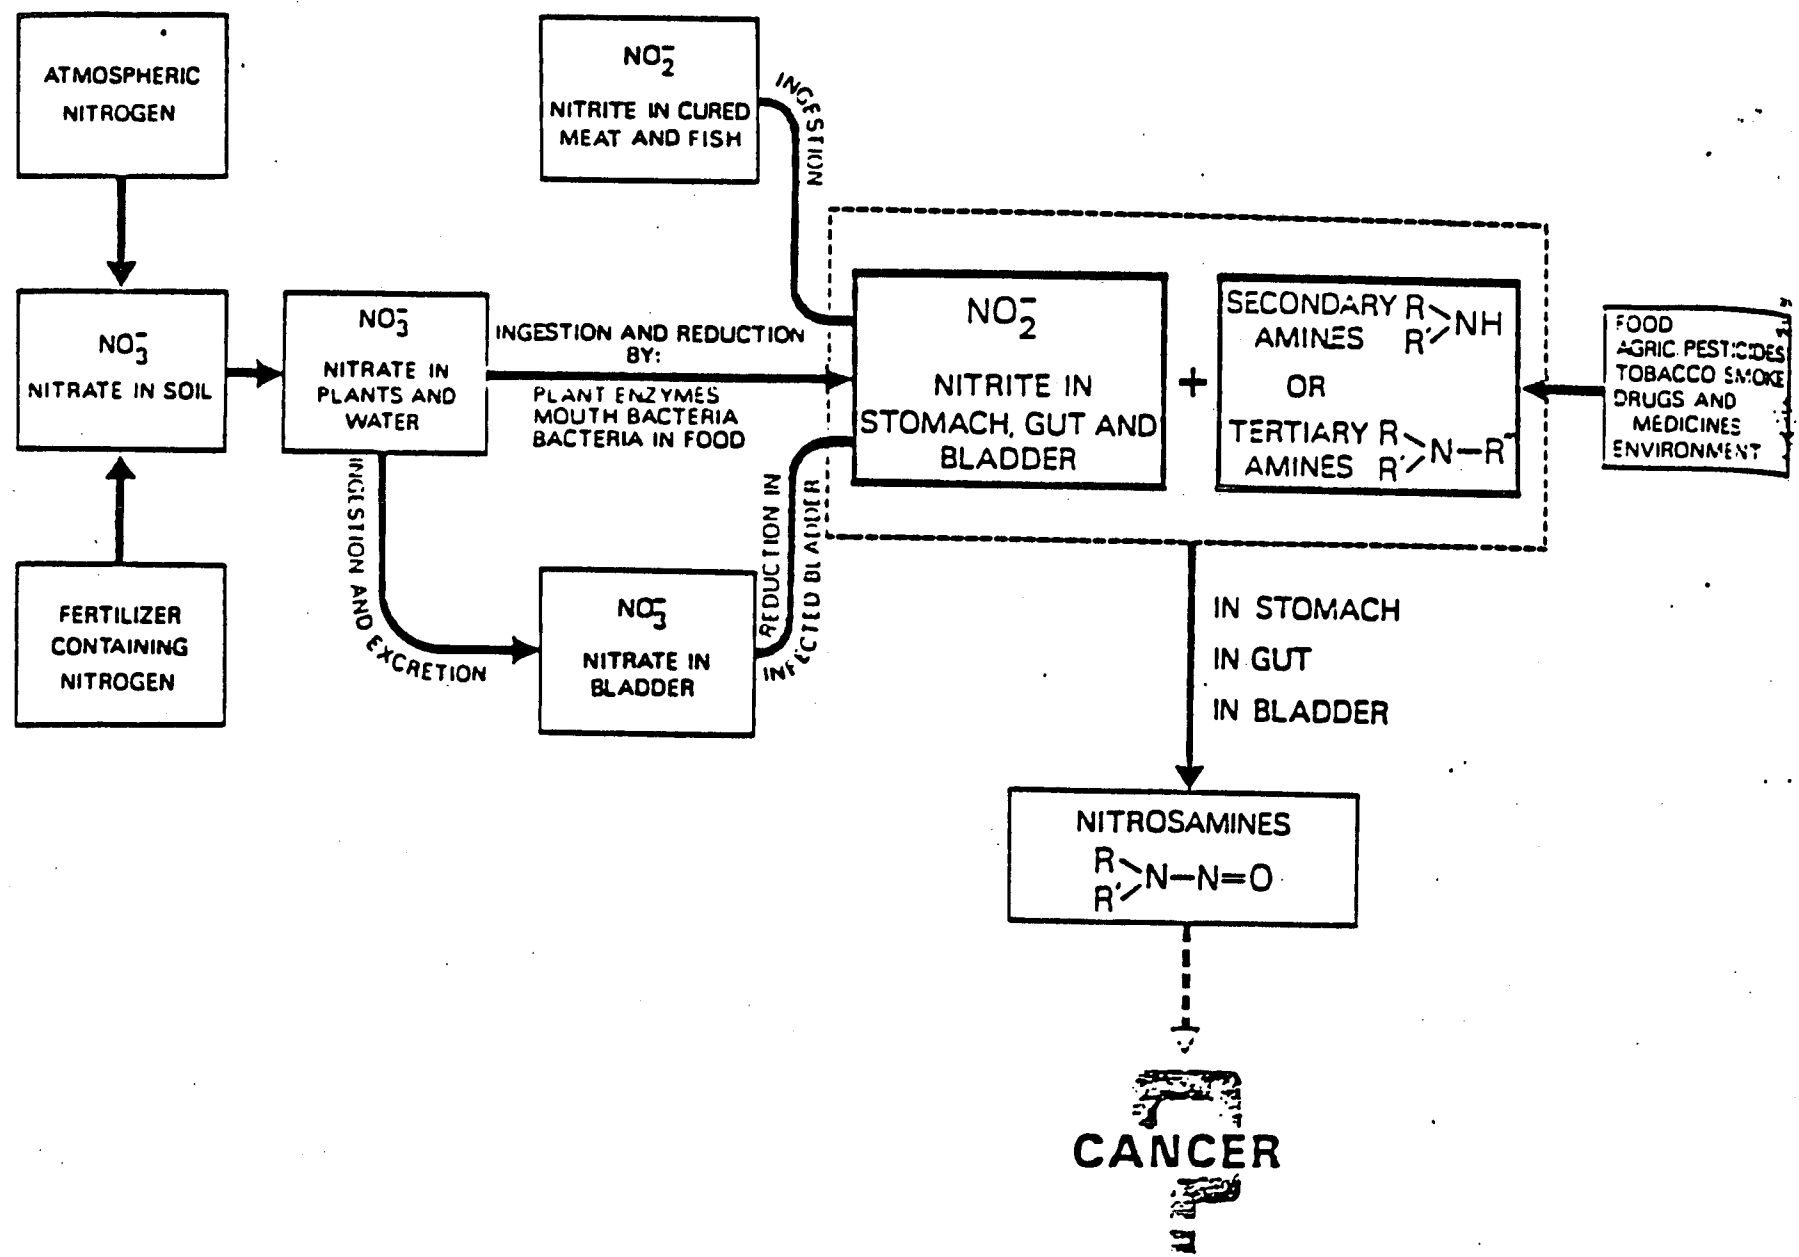 ATMOSPHERIC
NITROGEN
NO₂⁻
NITRITE IN CURED
MEAT AND FISH
INGESTION
NO₃⁻
NITRATE IN SOIL
NO₃⁻
NITRATE IN
PLANTS AND
WATER
INGESTION AND REDUCTION
BY:
PLANT ENZYMES
MOUTH BACTERIA
BACTERIA IN FOOD
NO₂⁻
NITRITE IN
STOMACH, GUT AND
BLADDER
+
SECONDARY R
AMINES R' NH
OR
TERTIARY R
AMINES R' N—R"
FOOD
AGRIC. PESTICIDES
TOBACCO SMOKE
DRUGS AND
MEDICINES
ENVIRONMENT
FERTILIZER
CONTAINING
NITROGEN
INGESTION AND EXCRETION
NO₃⁻
NITRATE IN
BLADDER
REDUCTION IN
INFECTED BLADDER
IN STOMACH
IN GUT
IN BLADDER
NITROSAMINES
R
R' N—N=O
CANCER
?